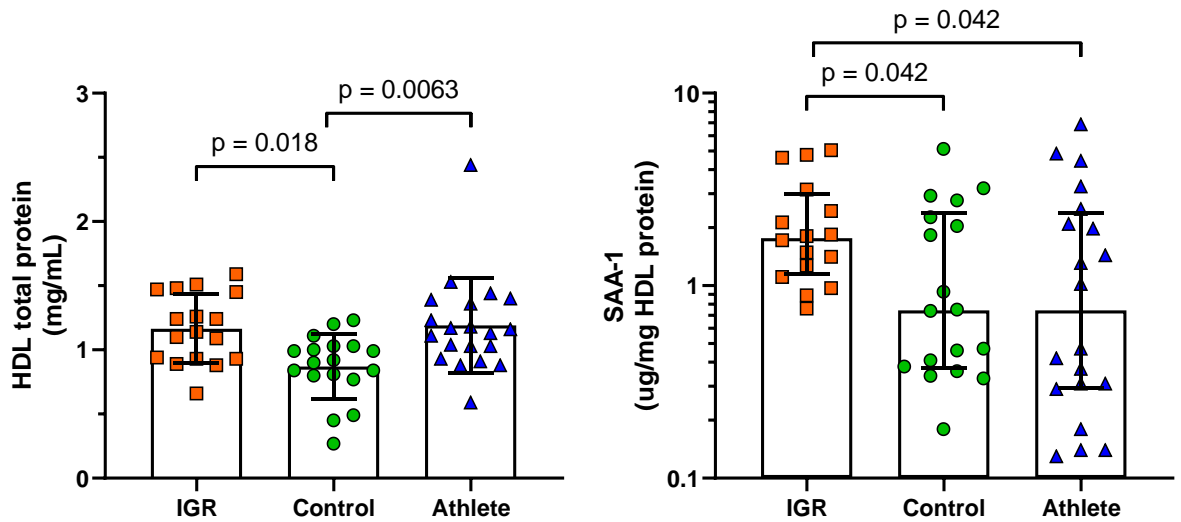 p = 0.0063
p = 0.018
HDL total protein
(mg/mL)
3
2
1
0
IGR
Control
Athlete
p = 0.042
p = 0.042
SAA-1
(ug/mg HDL protein)
10
1
0.1
IGR
Control
Athlete